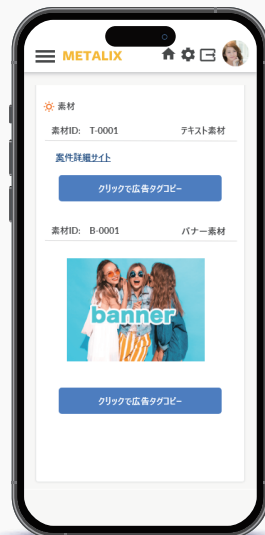 METALIX
素材
素材ID: T-0001 テキスト素材
案件詳細サイト
クリックで広告タグコピー
素材ID: B-0001 バナー素材
banner
クリックで広告タグコピー